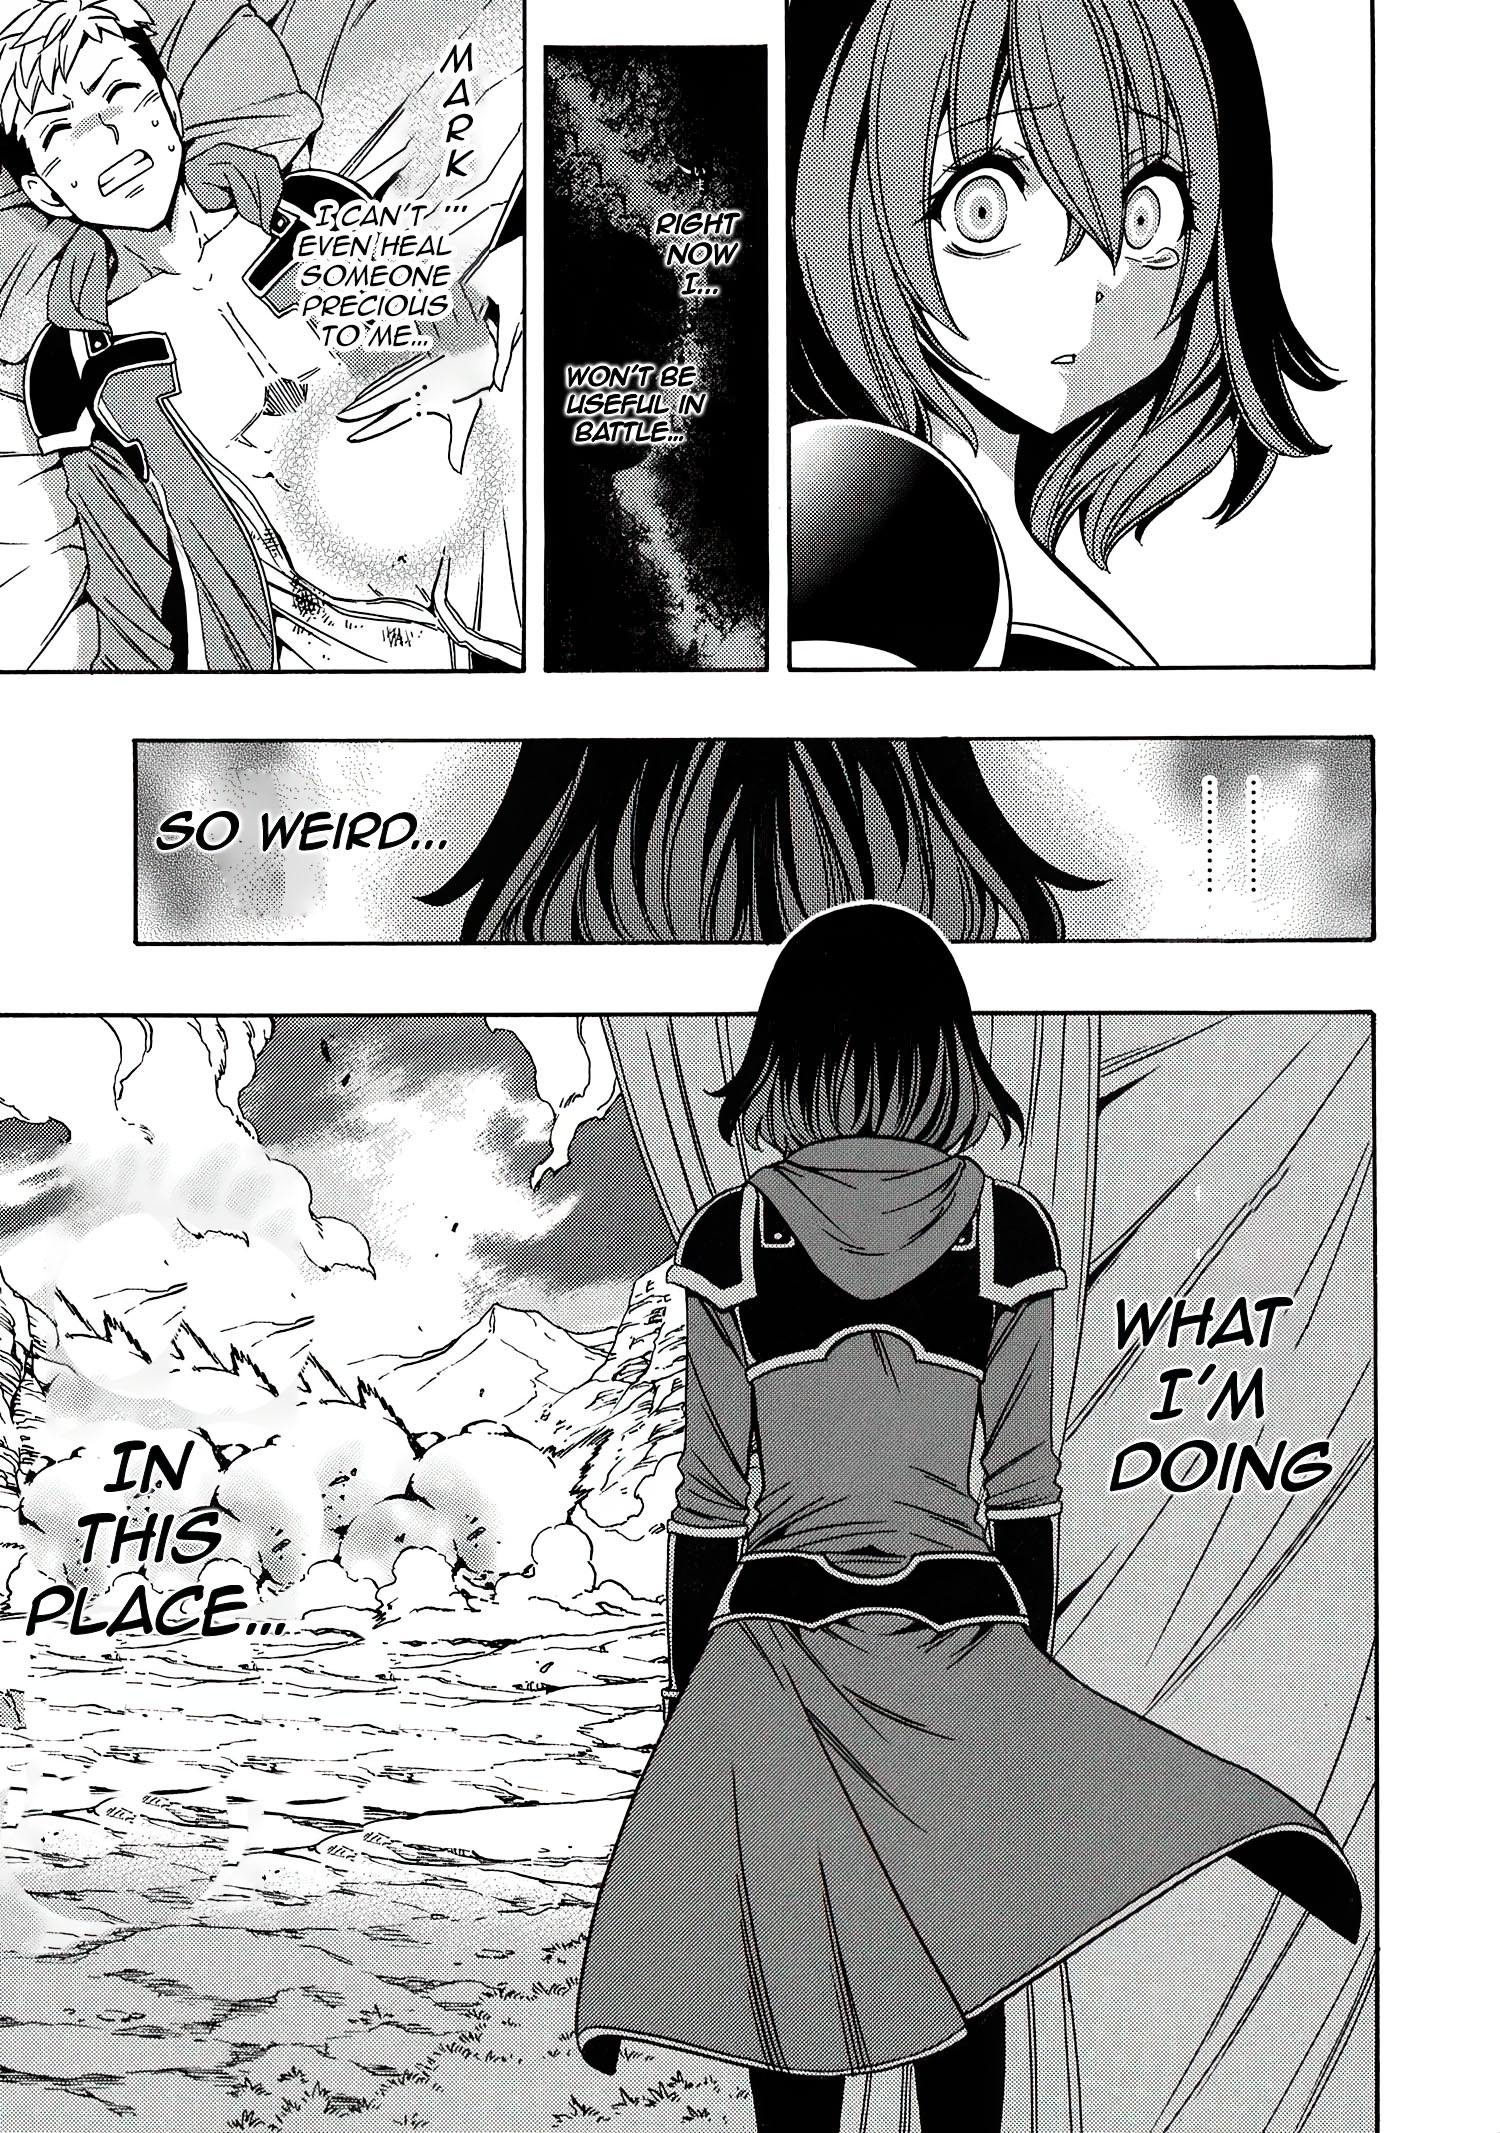 RIGHT
NOW
I...
WON'T BE
USEFUL IN
BATTLE...
MARK
...
I CAN'T
EVEN HEAL
SOMEONE
PRECIOUS
TO ME...
SO WEIRD...
WHAT
I'M
DOING
IN
THIS
PLACE...